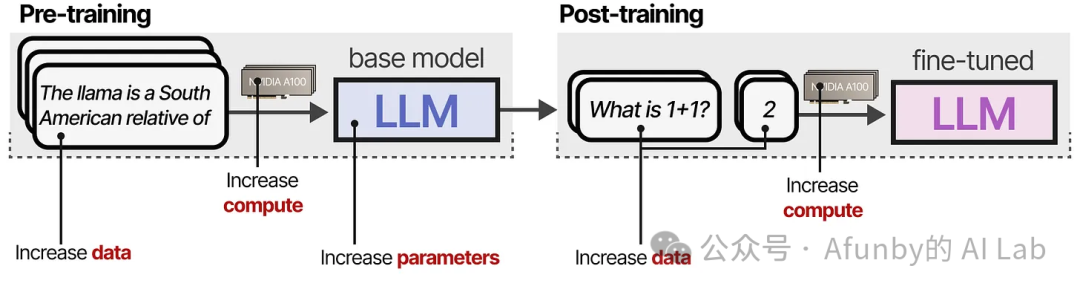 Pre-training
Post-training
The llama is a South
American relative of
NVIDIA A100
base model
LLM
What is 1+1?
2
NVIDIA A100
fine-tuned
LLM
Increase
compute
Increase data
Increase parameters
Increase
compute
Increase data
公众号 · Afunby的 AI Lab